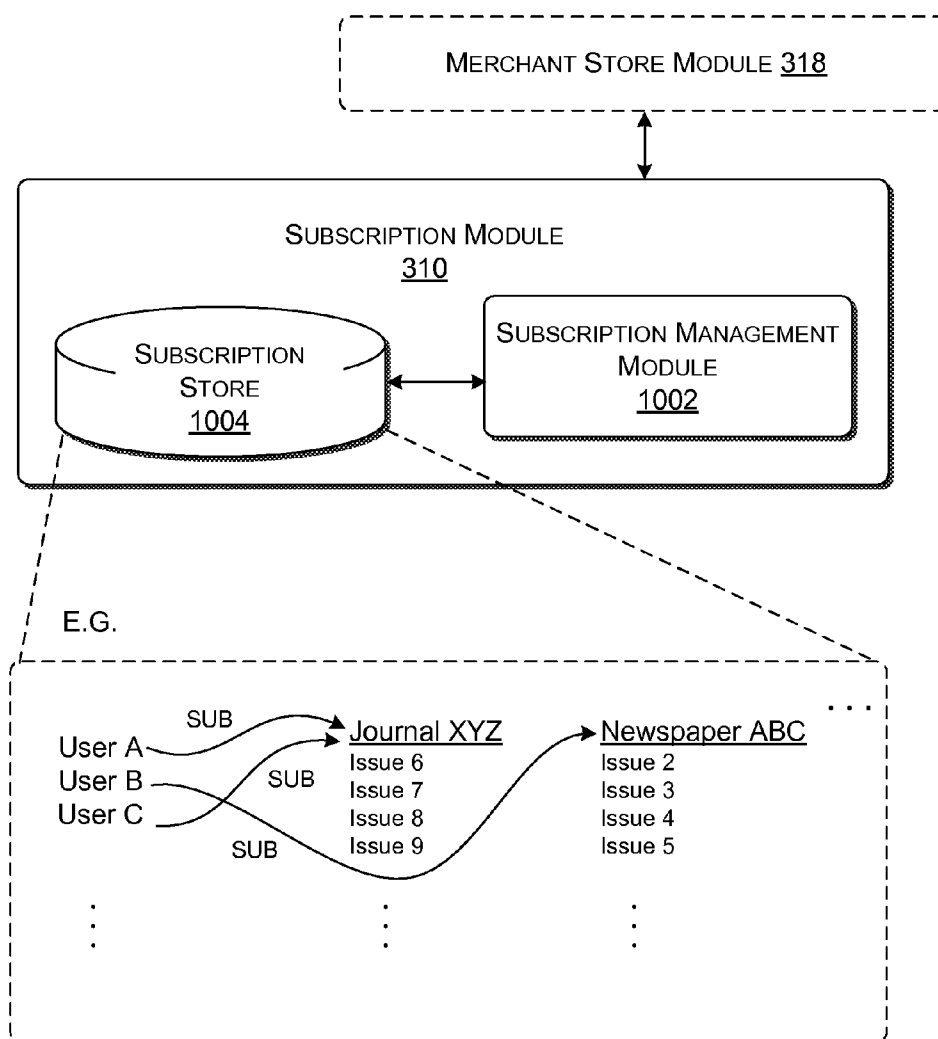 MERCHANT STORE MODULE 318
SUBSCRIPTION MODULE
310
SUBSCRIPTION
STORE
1004
SUBSCRIPTION MANAGEMENT
MODULE
1002
E.G.
SUB
User A
User B
User C
SUB
SUB
Journal XYZ
Issue 6
Issue 7
Issue 8
Issue 9
Newspaper ABC
Issue 2
Issue 3
Issue 4
Issue 5